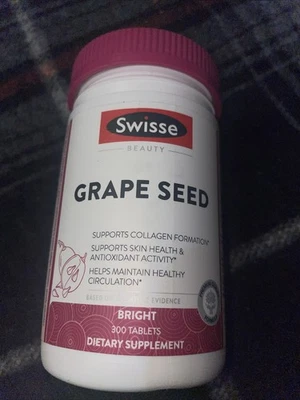 Swisse
BEAUTY
GRAPE SEED
SUPPORTS COLLAGEN FORMATION*
SUPPORTS SKIN HEALTH &
ANTIOXIDANT ACTIVITY*
HELPS MAINTAIN HEALTHY
CIRCULATION*
EVIDENCE
BRIGHT
300 TABLETS
DIETARY SUPPLEMENT